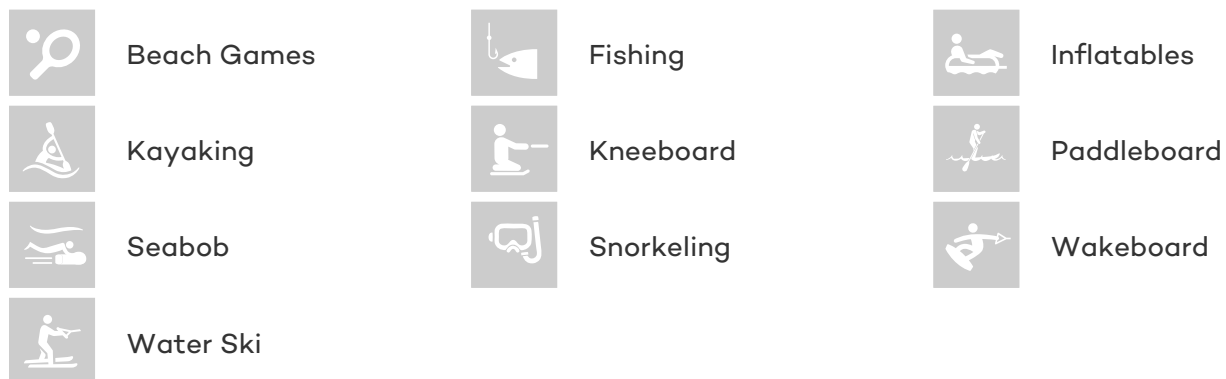 Beach Games
Fishing
Inflatables
Kayaking
Kneeboard
Paddleboard
Seabob
Snorkeling
Wakeboard
Water Ski